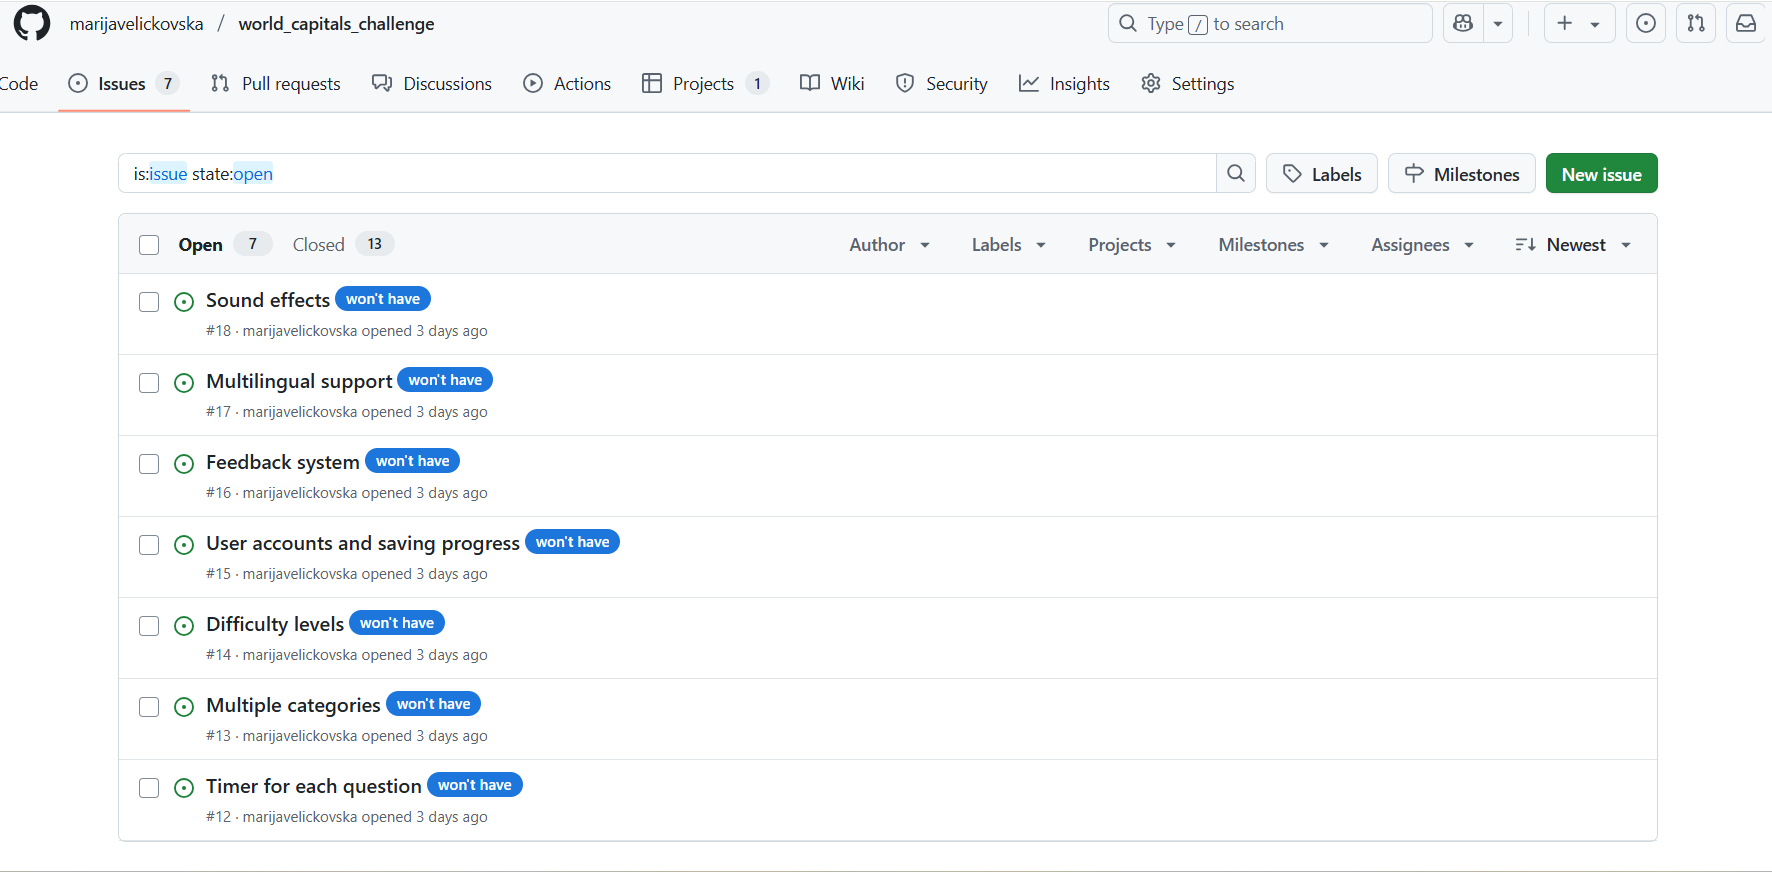 marijavelickovska / world_capitals_challenge
Type / to search
Code
Issues 7
Pull requests
Discussions
Actions
Projects 1
Wiki
Security
Insights
Settings
is:issue state:open
Labels
Milestones
New issue
Open 7
Closed 13
Author
Labels
Projects
Milestones
Assignees
Newest
Sound effects won't have
#18 · marijavelickovska opened 3 days ago
Multilingual support won't have
#17 · marijavelickovska opened 3 days ago
Feedback system won't have
#16 · marijavelickovska opened 3 days ago
User accounts and saving progress won't have
#15 · marijavelickovska opened 3 days ago
Difficulty levels won't have
#14 · marijavelickovska opened 3 days ago
Multiple categories won't have
#13 · marijavelickovska opened 3 days ago
Timer for each question won't have
#12 · marijavelickovska opened 3 days ago